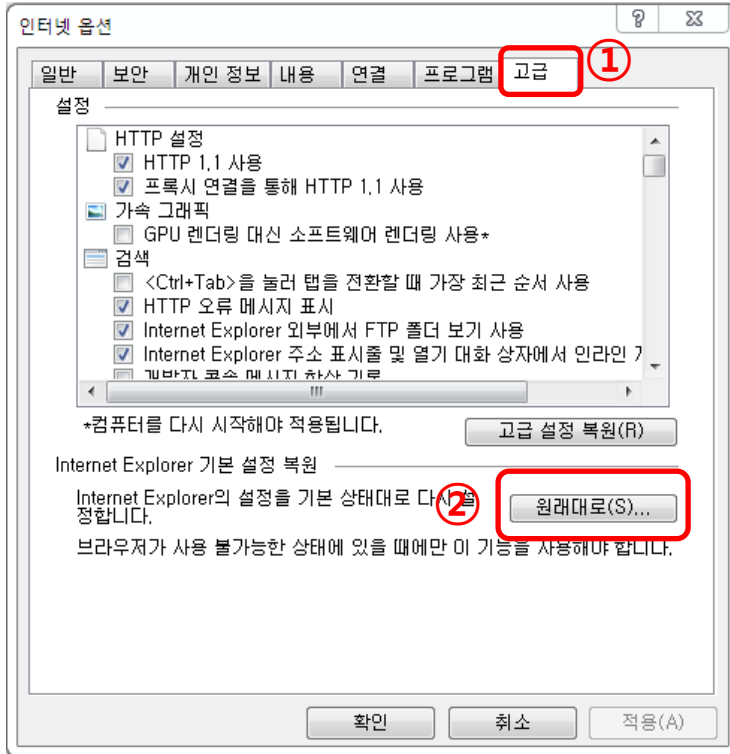 인터넷 옵션
일반 보안 개인 정보 내용 연결 프로그램 고급 ①
설정
HTTP 설정
HTTP 1.1 사용
프록시 연결을 통해 HTTP 1.1 사용
가속 그래픽
GPU 렌더링 대신 소프트웨어 렌더링 사용*
검색
<Ctrl+Tab>을 눌러 탭을 전환할 때 가장 최근 순서 사용
HTTP 오류 메시지 표시
Internet Explorer 외부에서 FTP 폴더 보기 사용
Internet Explorer 주소 표시줄 및 열기 대화 상자에서 인라인
개발자 콘솔 메시지 항상 기록
*컴퓨터를 다시 시작해야 적용됩니다.
고급 설정 복원(R)
Internet Explorer 기본 설정 복원
Internet Explorer의 설정을 기본 상태대로 다시 설
정합니다.
② 원래대로(S)...
브라우저가 사용 불가능한 상태에 있을 때에만 이 기능을 사용해야 합니다.
확인 취소 적용(A)